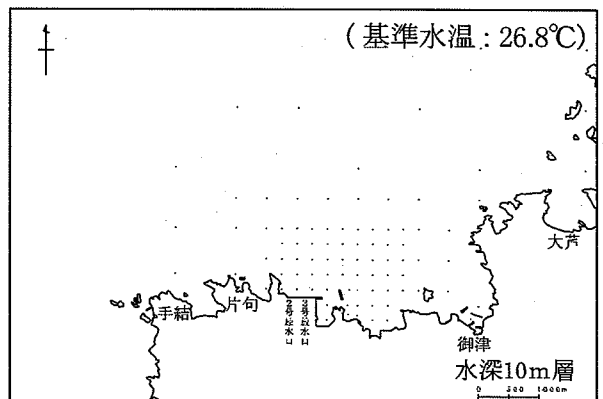 (基準水温:26.8℃)
大芦
手結
片句
2号放水口
3号放水口
御津
水深10m層
0 500 1000m